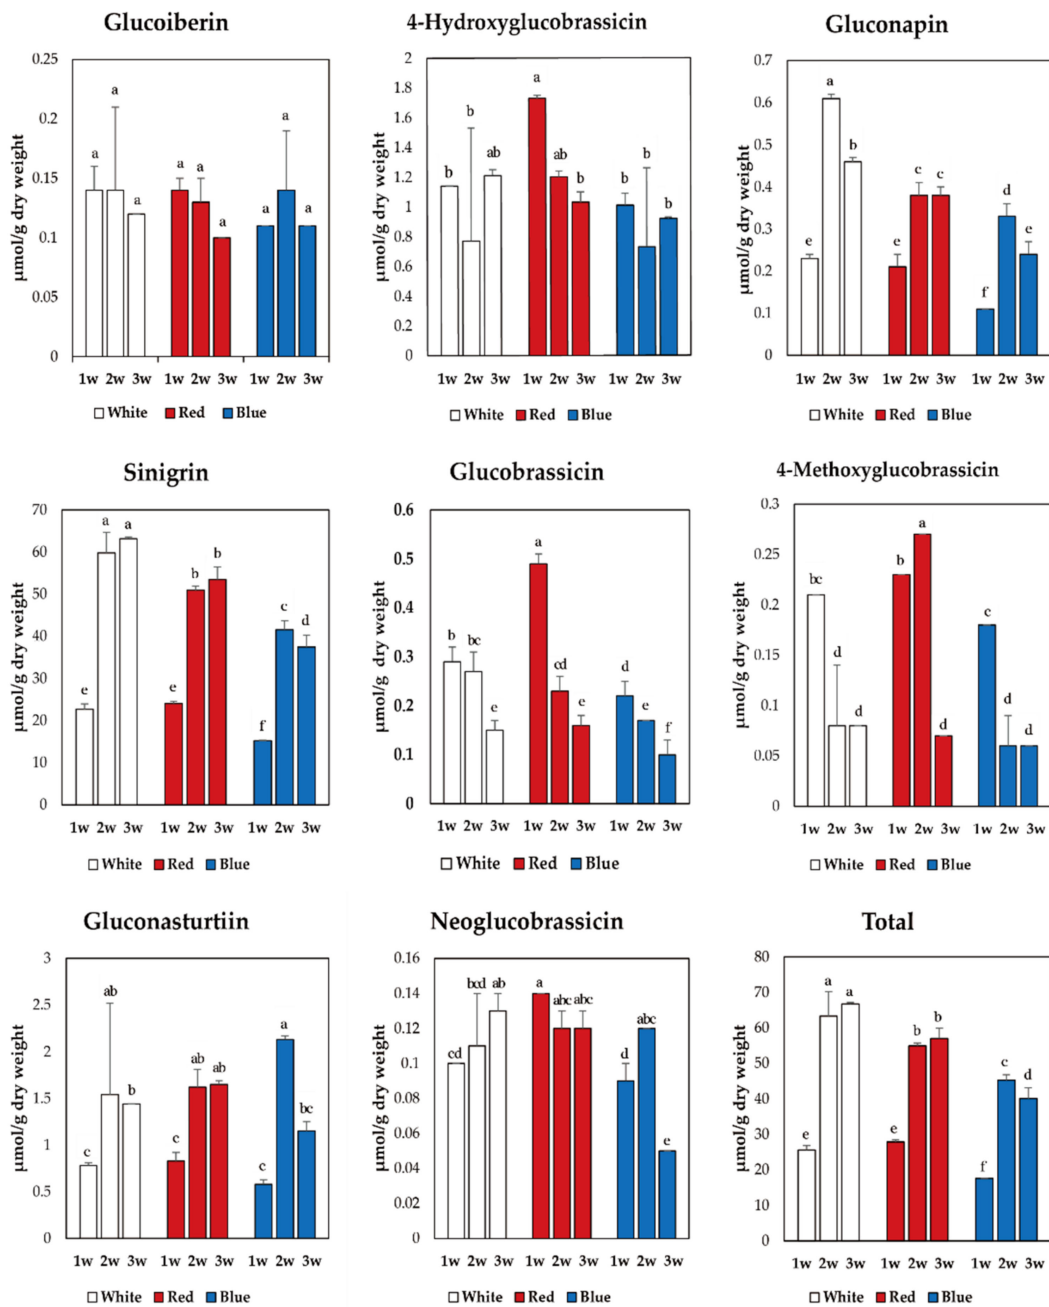 Glucoiberin
µmol/g dry weight
0.25
0.2
0.15
0.1
0.05
0
a
a
a
a
a
a
a
a
a
1w 2w 3w 1w 2w 3w 1w 2w 3w
White Red Blue
4-Hydroxyglucobrassicin
µmol/g dry weight
2
1.8
1.6
1.4
1.2
1
0.8
0.6
0.4
0.2
0
b
b
ab
a
ab
b
b
b
b
1w 2w 3w 1w 2w 3w 1w 2w 3w
White Red Blue
Gluconapin
µmol/g dry weight
0.7
0.6
0.5
0.4
0.3
0.2
0.1
0
e
a
b
e
c
c
f
d
e
1w 2w 3w 1w 2w 3w 1w 2w 3w
White Red Blue
Sinigrin
µmol/g dry weight
70
60
50
40
30
20
10
0
e
a
a
e
b
b
f
c
d
1w 2w 3w 1w 2w 3w 1w 2w 3w
White Red Blue
Glucobrassicin
µmol/g dry weight
0.6
0.5
0.4
0.3
0.2
0.1
0
b
bc
e
a
cd
e
d
e
f
1w 2w 3w 1w 2w 3w 1w 2w 3w
White Red Blue
4-Methoxyglucobrassicin
µmol/g dry weight
0.3
0.25
0.2
0.15
0.1
0.05
0
bc
d
d
b
a
d
c
d
d
1w 2w 3w 1w 2w 3w 1w 2w 3w
White Red Blue
Gluconasturtiin
µmol/g dry weight
3
2.5
2
1.5
1
0.5
0
c
ab
b
c
ab
ab
c
a
bc
1w 2w 3w 1w 2w 3w 1w 2w 3w
White Red Blue
Neoglucobrassicin
µmol/g dry weight
0.16
0.14
0.12
0.1
0.08
0.06
0.04
0.02
0
cd
bcd
ab
a
abc
abc
d
abc
e
1w 2w 3w 1w 2w 3w 1w 2w 3w
White Red Blue
Total
µmol/g dry weight
80
70
60
50
40
30
20
10
0
e
a
a
e
b
b
f
c
d
1w 2w 3w 1w 2w 3w 1w 2w 3w
White Red Blue